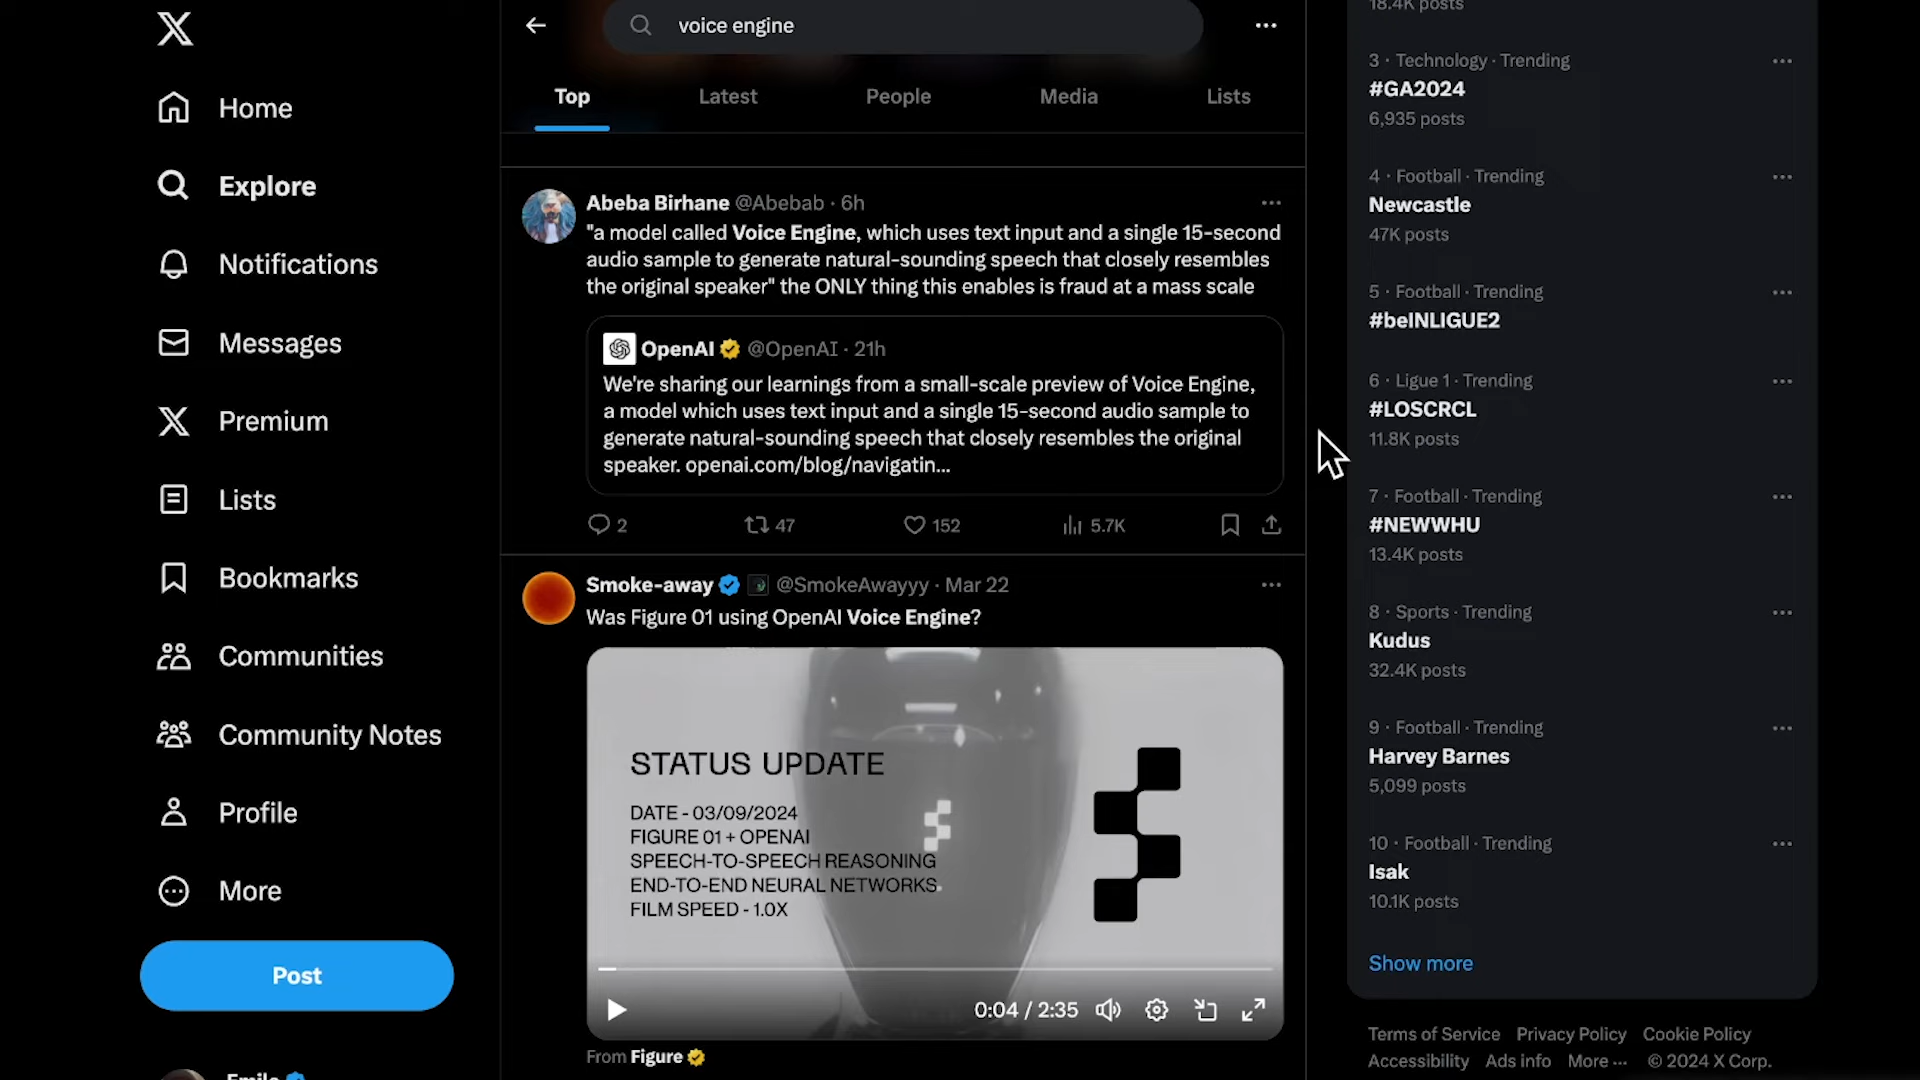 Home
Explore
Notifications
Messages
Premium
Lists
Bookmarks
Communities
Community Notes
Profile
More
Post
voice engine
Top Latest People Media Lists
Abeba Birhane @Abebab · 6h
"a model called Voice Engine, which uses text input and a single 15-second
audio sample to generate natural-sounding speech that closely resembles
the original speaker" the ONLY thing this enables is fraud at a mass scale
OpenAI @OpenAI · 21h
We're sharing our learnings from a small-scale preview of Voice Engine,
a model which uses text input and a single 15-second audio sample to
generate natural-sounding speech that closely resembles the original
speaker. openai.com/blog/navigatin...
2 47 152 5.7K
Smoke-away @SmokeAwayyy · Mar 22
Was Figure 01 using OpenAI Voice Engine?
STATUS UPDATE
DATE - 03/09/2024
FIGURE 01 + OPENAI
SPEECH-TO-SPEECH REASONING
END-TO-END NEURAL NETWORKS
FILM SPEED - 1.0X
0:04 / 2:35
From Figure
18.4K posts
3 · Technology · Trending
#GA2024
6,935 posts
4 · Football · Trending
Newcastle
47K posts
5 · Football · Trending
#beINLIGUE2
6 · Ligue 1 · Trending
#LOSCRCL
11.8K posts
7 · Football · Trending
#NEWWHU
13.4K posts
8 · Sports · Trending
Kudus
32.4K posts
9 · Football · Trending
Harvey Barnes
5,099 posts
10 · Football · Trending
Isak
10.1K posts
Show more
Terms of Service Privacy Policy Cookie Policy
Accessibility Ads info More ··· © 2024 X Corp.